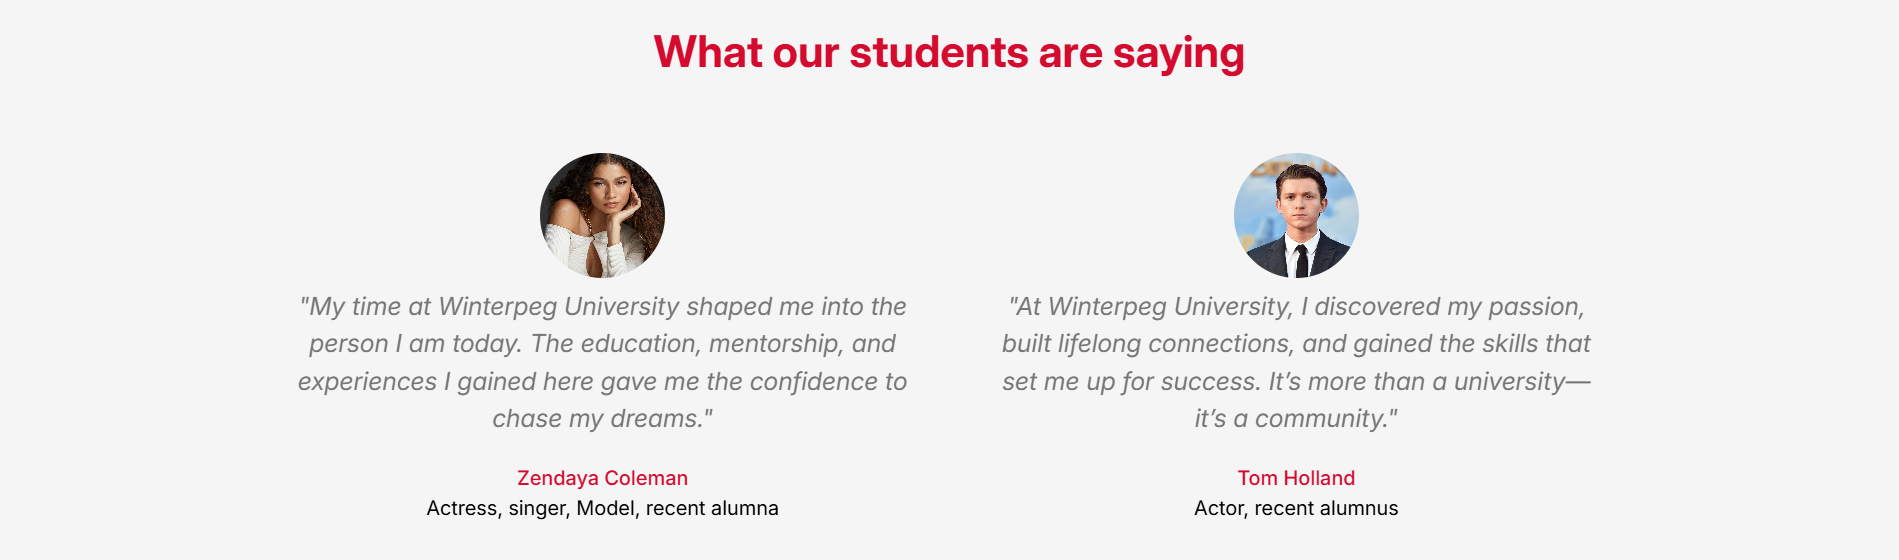 What our students are saying
"My time at Winterpeg University shaped me into the
person I am today. The education, mentorship, and
experiences I gained here gave me the confidence to
chase my dreams."
Zendaya Coleman
Actress, singer, Model, recent alumna
"At Winterpeg University, I discovered my passion,
built lifelong connections, and gained the skills that
set me up for success. It’s more than a university—
it’s a community."
Tom Holland
Actor, recent alumnus